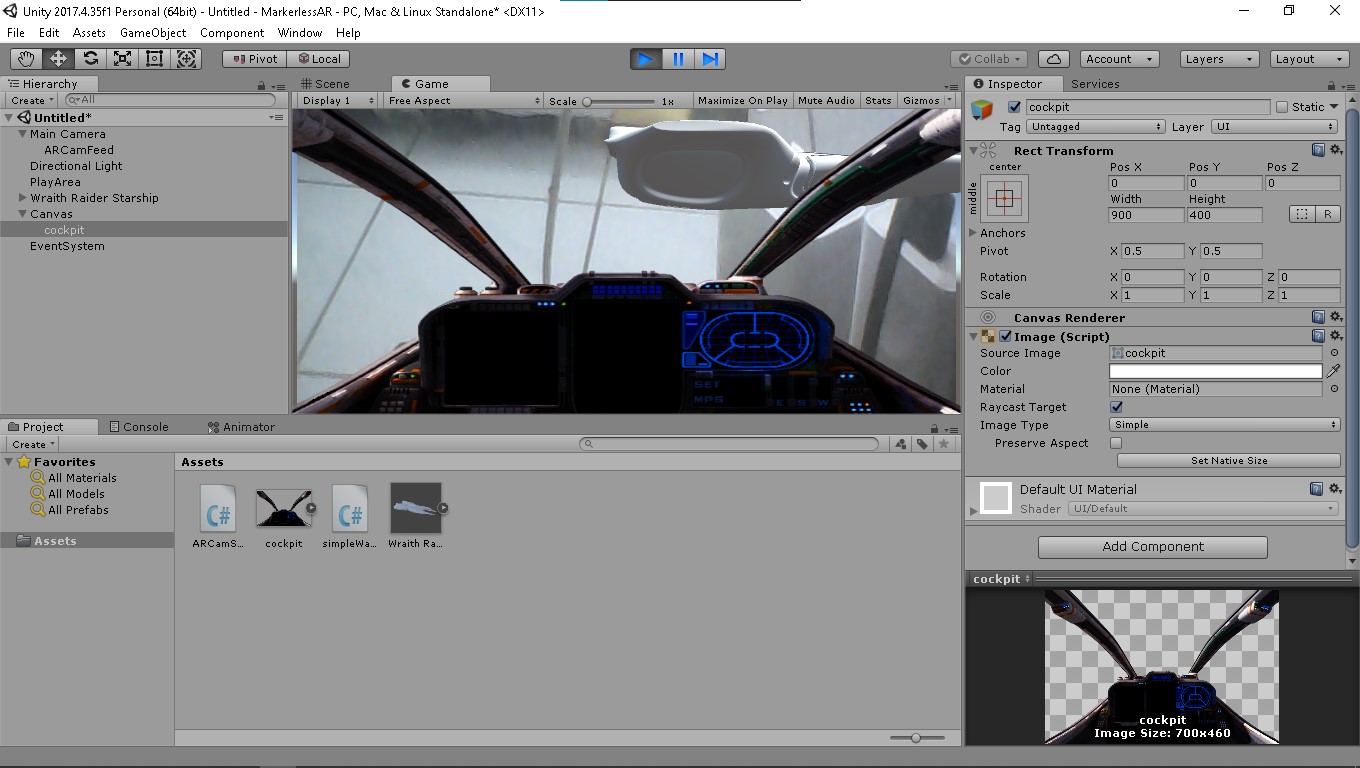 Unity 2017.4.35f1 Personal (64bit) - Untitled - MarkerlessAR - PC, Mac & Linux Standalone* <DX11>
File Edit Assets GameObject Component Window Help
Pivot Local Collab Account Layers Layout
Hierarchy
Create All
Untitled*
Main Camera
ARCamFeed
Directional Light
PlayArea
Wraith Raider Starship
Canvas
cockpit
EventSystem
Scene Game
Display 1 Free Aspect Scale 1x Maximize On Play Mute Audio Stats Gizmos
SET
MPS
E S W
Inspector Services
cockpit Static
Tag Untagged Layer UI
Rect Transform
center Pos X Pos Y Pos Z
middle 0 0 0
Width Height
900 400 R
Anchors
Pivot X 0.5 Y 0.5
Rotation X 0 Y 0 Z 0
Scale X 1 Y 1 Z 1
Canvas Renderer
Image (Script)
Source Image cockpit
Color
Material None (Material)
Raycast Target
Image Type Simple
Preserve Aspect
Set Native Size
Default UI Material
Shader UI/Default
Add Component
cockpit
cockpit
Image Size: 700x460
Project Console Animator
Create
Favorites
All Materials
All Models
All Prefabs
Assets
Assets
ARCamS... cockpit simpleWa... Wraith Ra...
C# C#